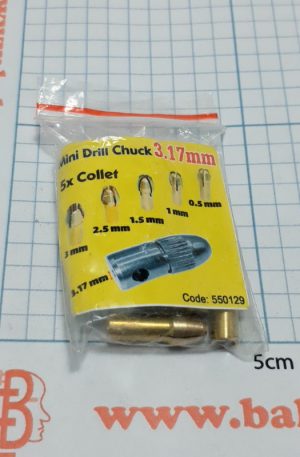 Mini Drill Chuck 3.17mm
5x Collet
0.5 mm
1 mm
1.5 mm
2.5 mm
3 mm
3.17 mm
Code: 550129
5cm
www.bak